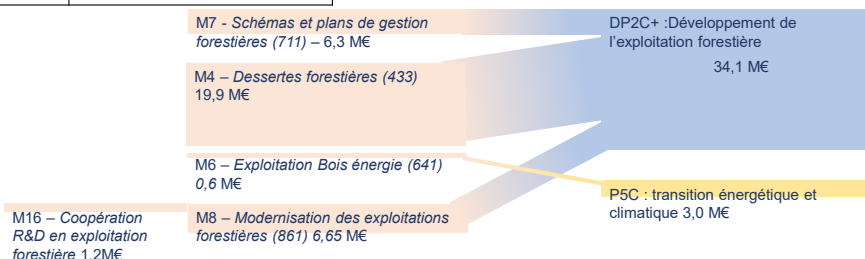 M7 - Schémas et plans de gestion
forestières (711) – 6,3 M€
DP2C+ :Développement de
l'exploitation forestière
34,1 M€
M4 – Dessertes forestières (433)
19,9 M€
M6 – Exploitation Bois énergie (641)
0,6 M€
P5C : transition énergétique et
climatique 3,0 M€
M16 – Coopération
R&D en exploitation
forestière 1,2M€
M8 – Modernisation des exploitations
forestières (861) 6,65 M€